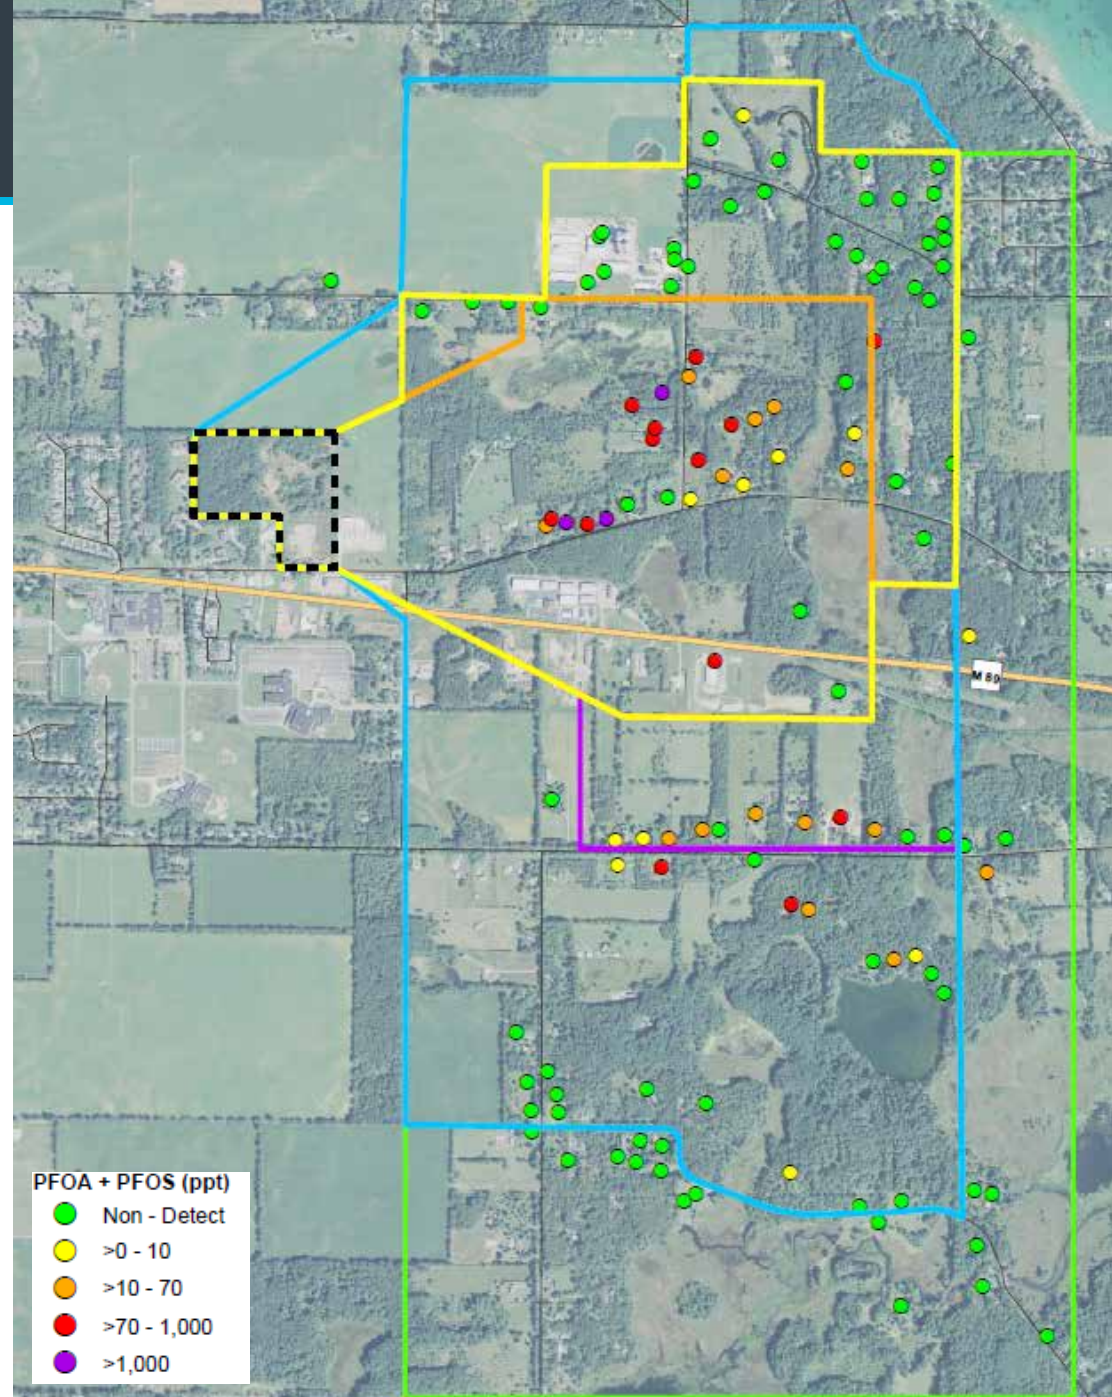 M 89
PFOA + PFOS (ppt)
Non - Detect
>0 - 10
>10 - 70
>70 - 1,000
>1,000